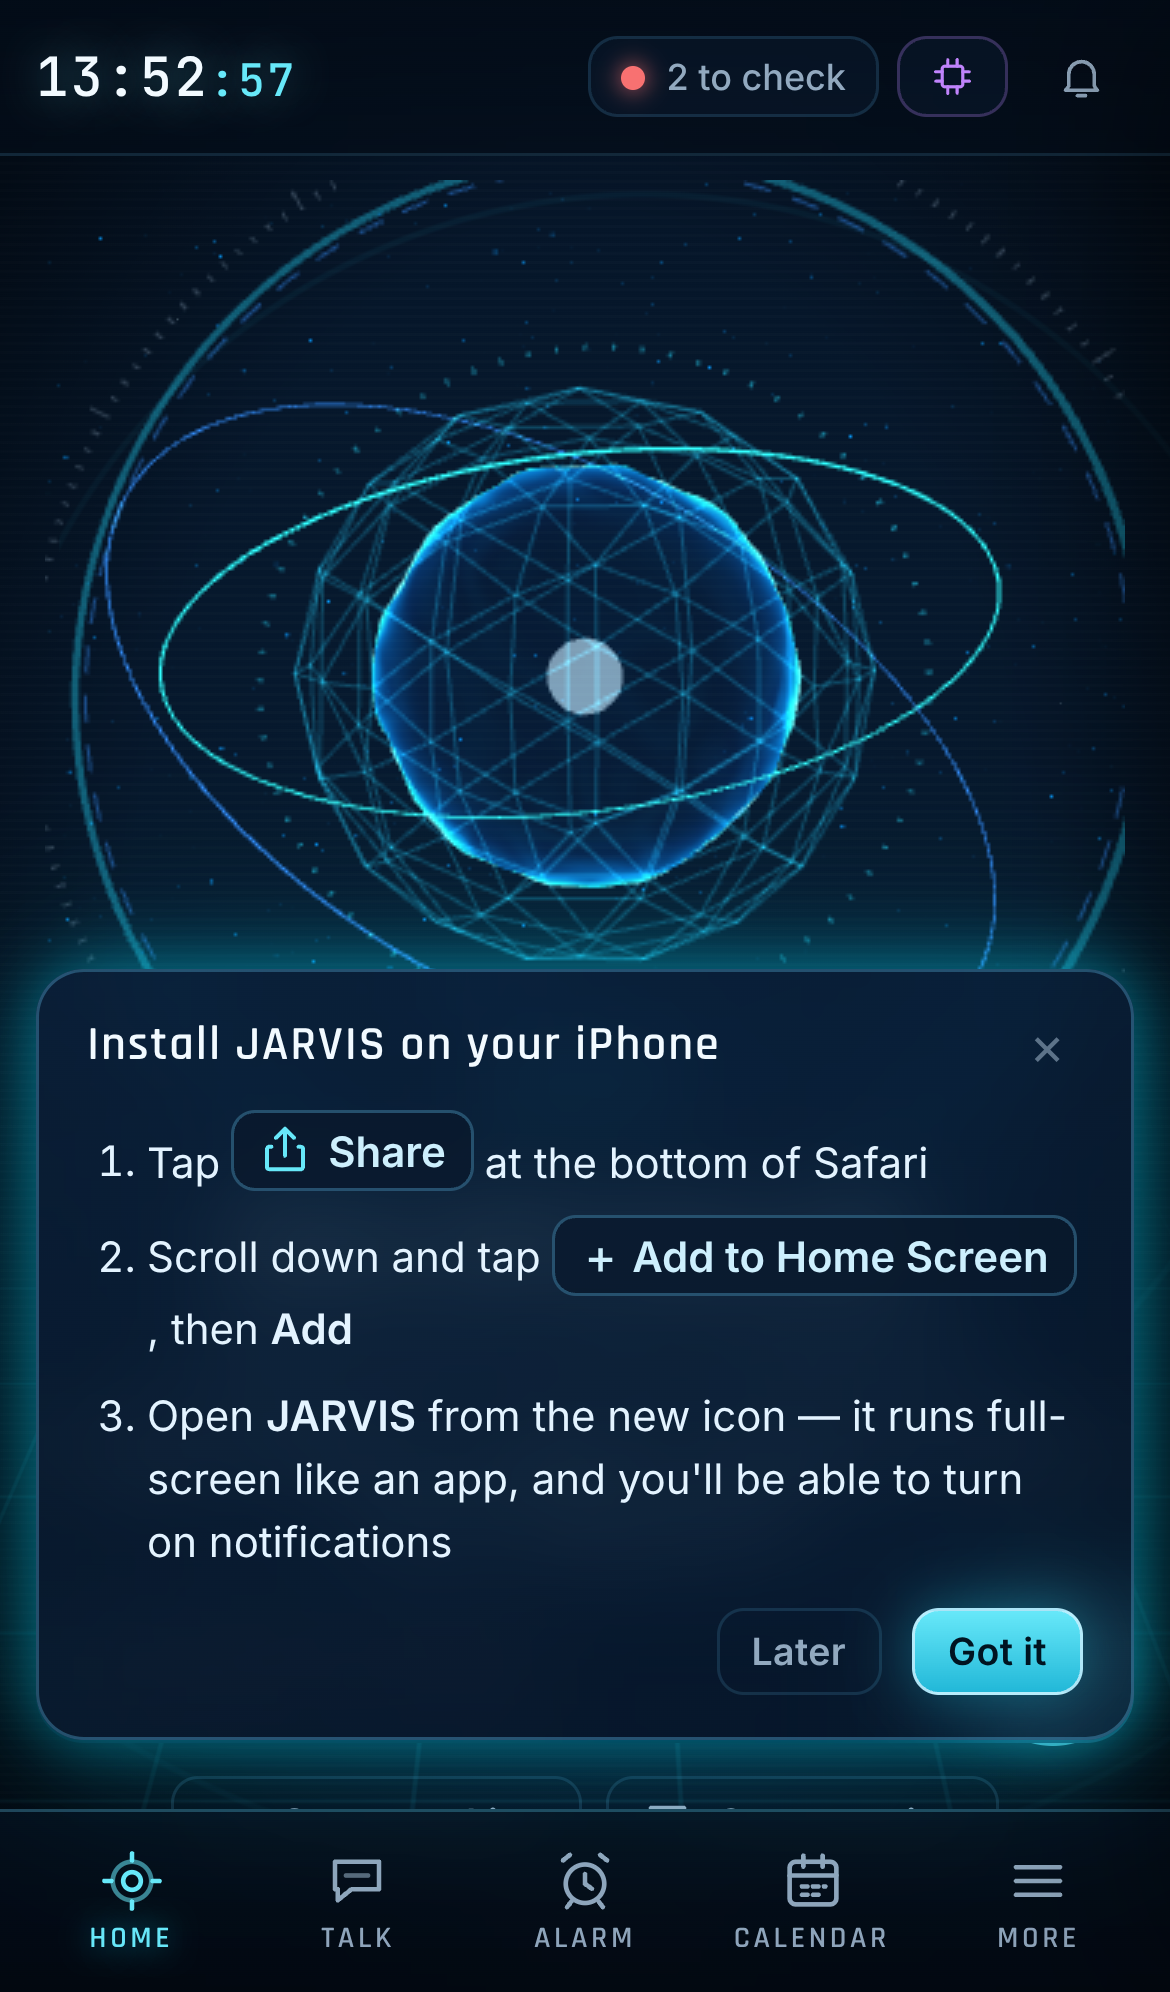 13:52:57
2 to check
Install JARVIS on your iPhone
1. Tap Share at the bottom of Safari
2. Scroll down and tap + Add to Home Screen
, then Add
3. Open JARVIS from the new icon — it runs full-
screen like an app, and you'll be able to turn
on notifications
Later
Got it
HOME
TALK
ALARM
CALENDAR
MORE